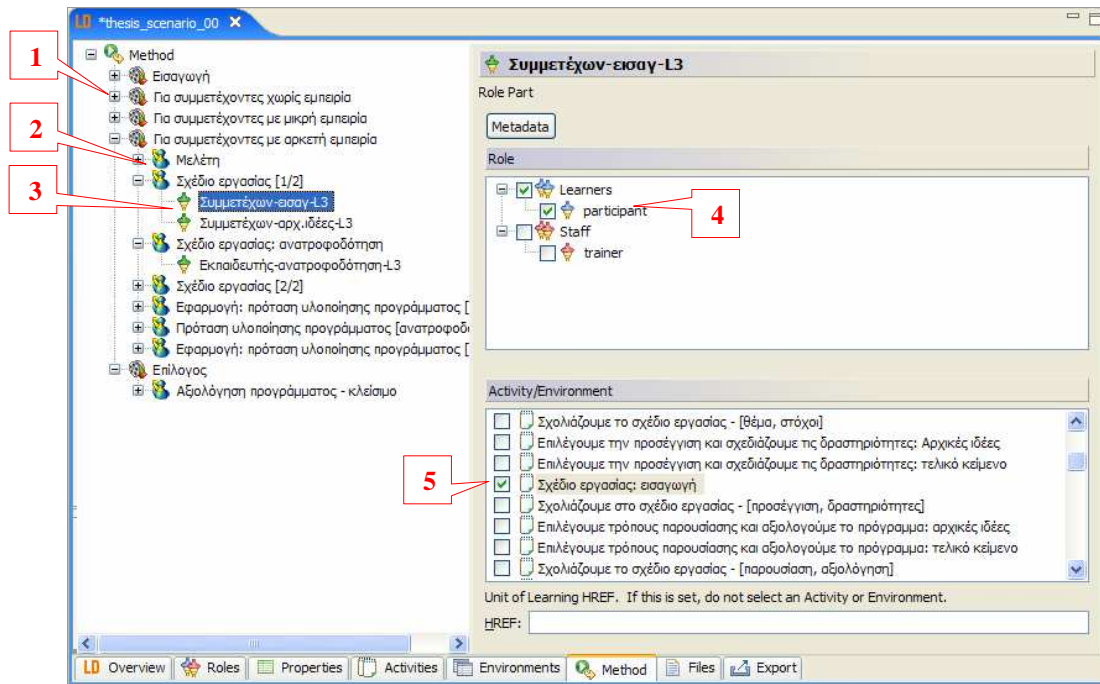 *thesis_scenario_00
1
2
3
4
5
Method
Εισαγωγή
Για συμμετέχοντες χωρίς εμπειρία
Για συμμετέχοντες με μικρή εμπειρία
Για συμμετέχοντες με αρκετή εμπειρία
Μελέτη
Σχέδιο εργασίας [1/2]
Συμμετέχων-εισαγ-L3
Συμμετέχων-αρχ.ιδέες-L3
Σχέδιο εργασίας: ανατροφοδότηση
Εκπαιδευτής-ανατροφοδότηση-L3
Σχέδιο εργασίας [2/2]
Εφαρμογή: πρόταση υλοποίησης προγράμματος [
Πρόταση υλοποίησης προγράμματος [ανατροφοδ
Εφαρμογή: πρόταση υλοποίησης προγράμματος [
Επίλογος
Αξιολόγηση προγράμματος - κλείσιμο
Συμμετέχων-εισαγ-L3
Role Part
Metadata
Role
Learners
participant
Staff
trainer
Activity/Environment
Σχολιάζουμε το σχέδιο εργασίας - [θέμα, στόχοι]
Επιλέγουμε την προσέγγιση και σχεδιάζουμε τις δραστηριότητες: Αρχικές ιδέες
Επιλέγουμε την προσέγγιση και σχεδιάζουμε τις δραστηριότητες: τελικό κείμενο
Σχέδιο εργασίας: εισαγωγή
Σχολιάζουμε στο σχέδιο εργασίας - [προσέγγιση, δραστηριότητες]
Επιλέγουμε τρόπους παρουσίασης και αξιολογούμε το πρόγραμμα: αρχικές ιδέες
Επιλέγουμε τρόπους παρουσίασης και αξιολογούμε το πρόγραμμα: τελικό κείμενο
Σχολιάζουμε το σχέδιο εργασίας - [παρουσίαση, αξιολόγηση]
Unit of Learning HREF. If this is set, do not select an Activity or Environment.
HREF:
LD Overview Roles Properties Activities Environments Method Files Export